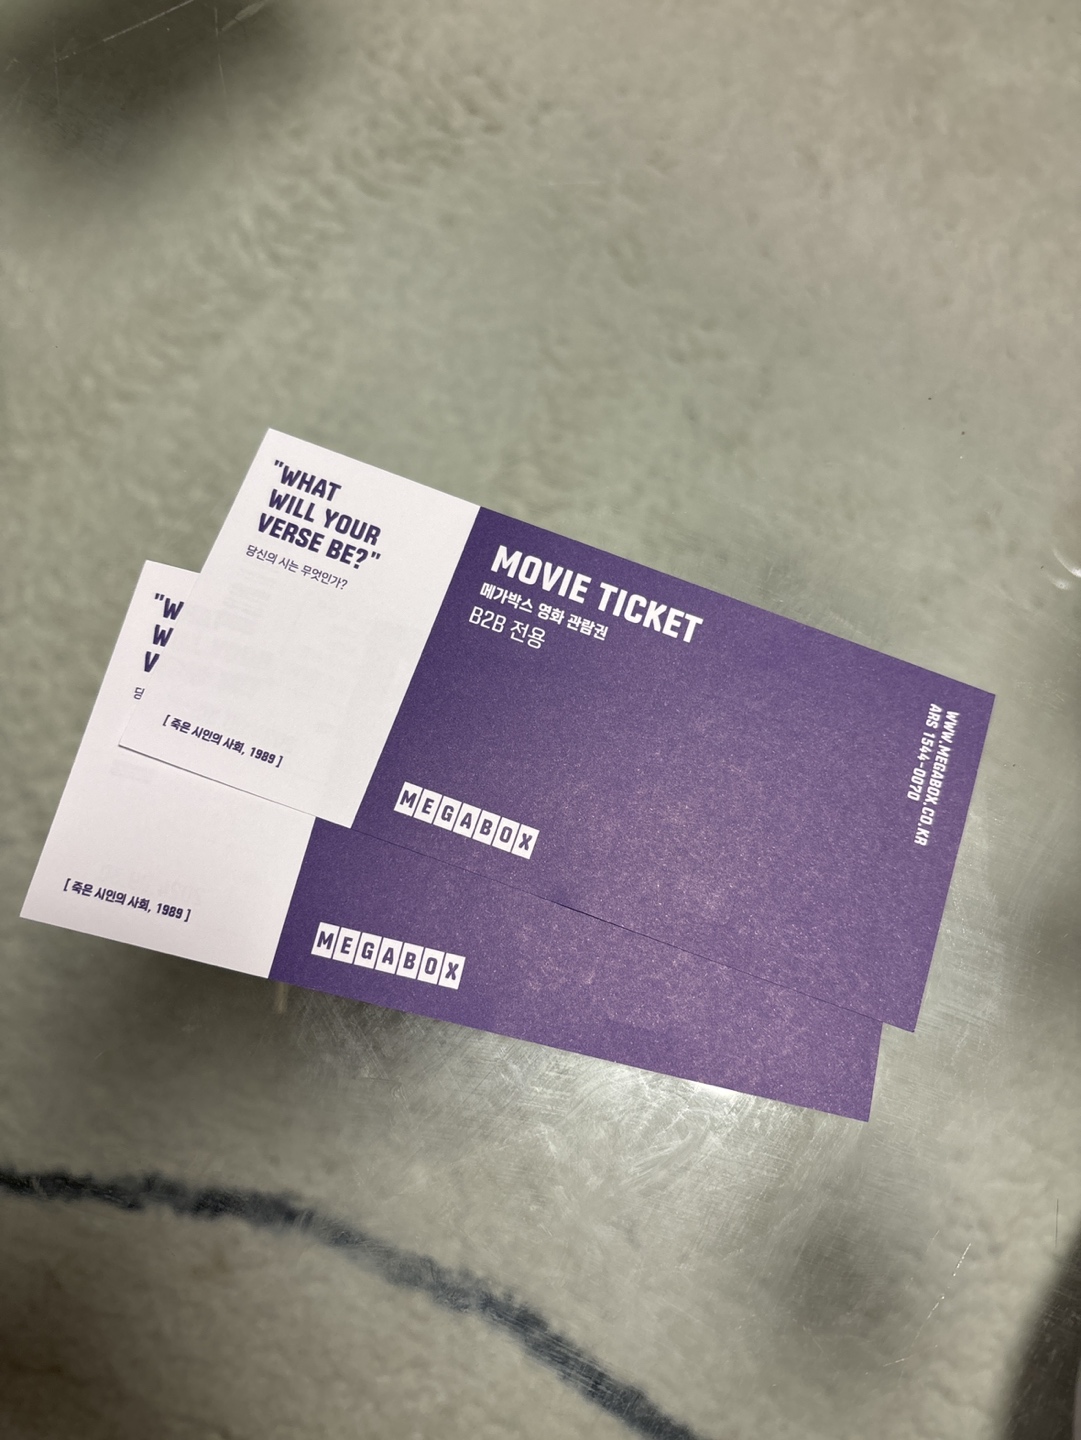 "WHAT
WILL YOUR
VERSE BE?"
당신의 시는 무엇인가?
[ 죽은 시인의 사회, 1989 ]
MOVIE TICKET
메가박스 영화 관람권
B2B 전용
MEGABOX
WWW.MEGABOX.CO.KR
ARS 1544-0070
"W
W
V
당
[ 죽은 시인의 사회, 1989 ]
MEGABOX